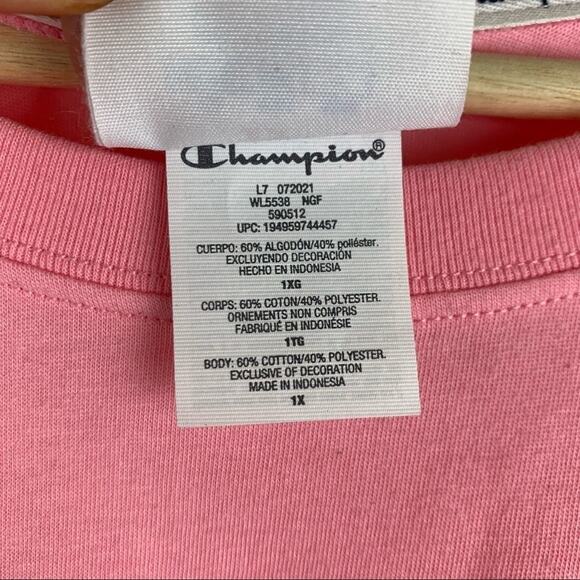 Champion®
L7 072021
WL5538 NGF
590512
UPC: 194959744457
CUERPO: 60% ALGODÓN/40% poliéster.
EXCLUYENDO DECORACIÓN
HECHO EN INDONESIA
1XG
CORPS: 60% COTON/40% POLYESTER.
ORNEMENTS NON COMPRIS
FABRIQUÉ EN INDONÉSIE
1TG
BODY: 60% COTTON/40% POLYESTER.
EXCLUSIVE OF DECORATION
MADE IN INDONESIA
1X